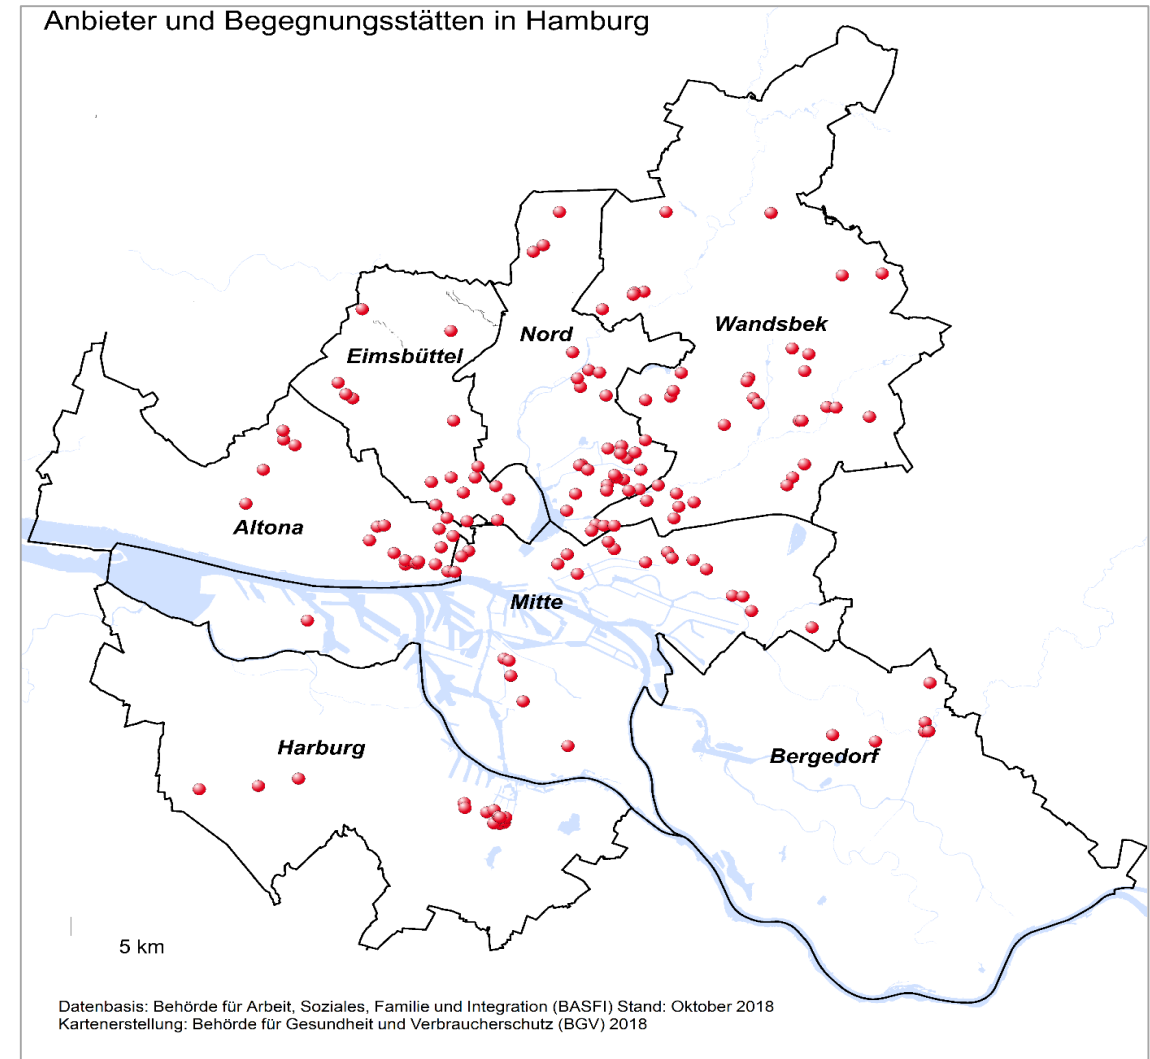 Anbieter und Begegnungsstätten in Hamburg
Wandsbek
Nord
Eimsbüttel
Altona
Mitte
Harburg
Bergedorf
5 km
Datenbasis: Behörde für Arbeit, Soziales, Familie und Integration (BASFI) Stand: Oktober 2018
Kartenerstellung: Behörde für Gesundheit und Verbraucherschutz (BGV) 2018